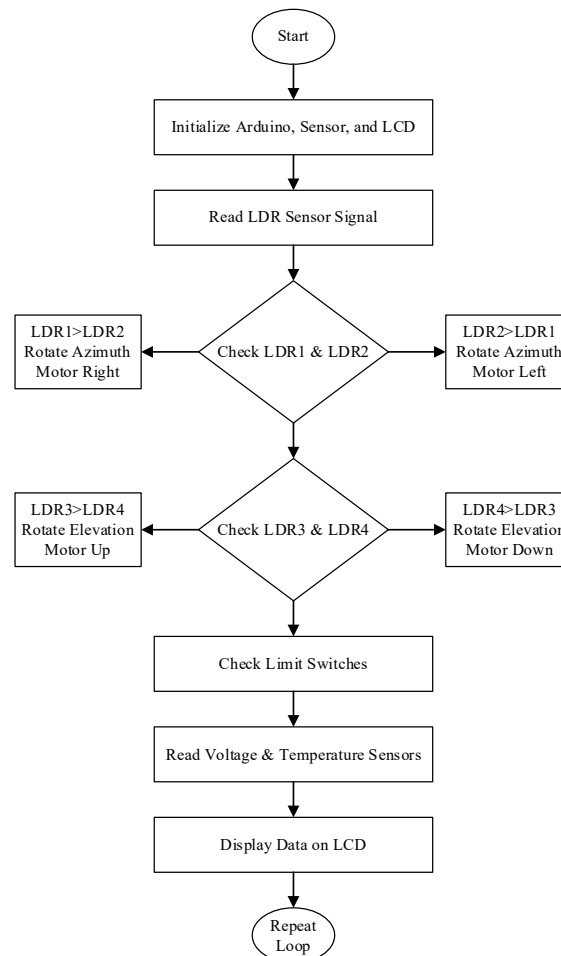 Start
Initialize Arduino, Sensor, and LCD
Read LDR Sensor Signal
LDR1>LDR2
Rotate Azimuth
Motor Right
Check LDR1 & LDR2
LDR2>LDR1
Rotate Azimuth
Motor Left
LDR3>LDR4
Rotate Elevation
Motor Up
Check LDR3 & LDR4
LDR4>LDR3
Rotate Elevation
Motor Down
Check Limit Switches
Read Voltage & Temperature Sensors
Display Data on LCD
Repeat
Loop